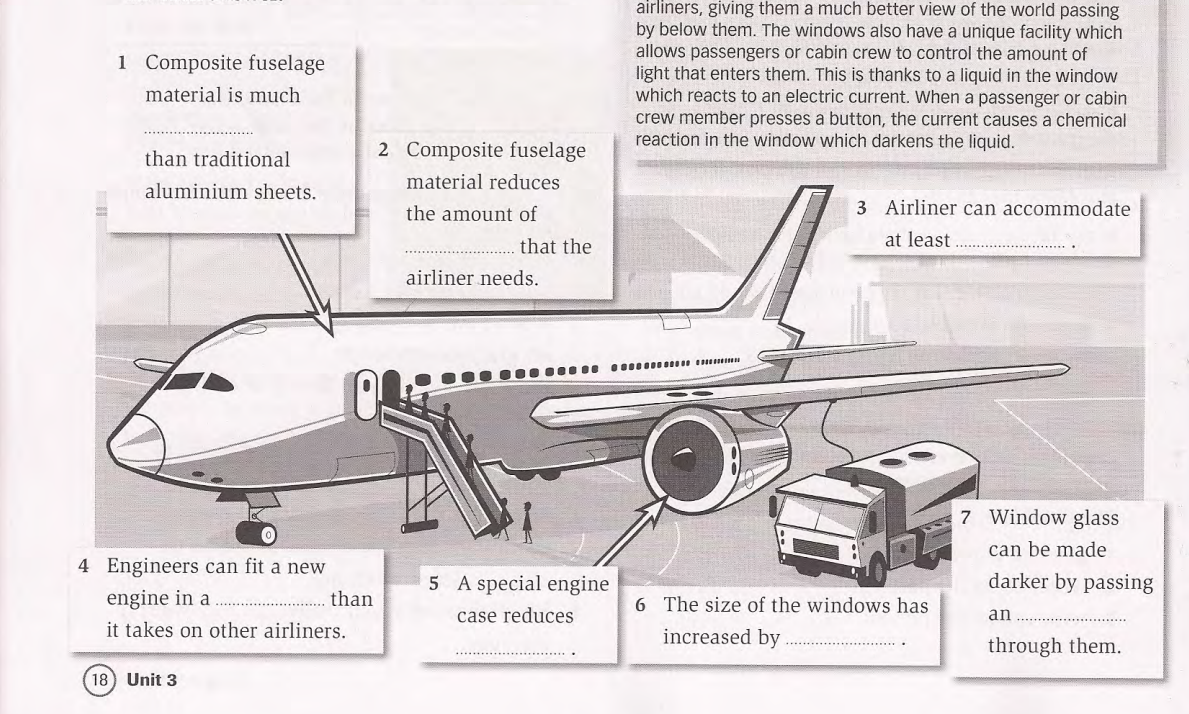 airliners, giving them a much better view of the world passing
by below them. The windows also have a unique facility which
allows passengers or cabin crew to control the amount of
light that enters them. This is thanks to a liquid in the window
which reacts to an electric current. When a passenger or cabin
crew member presses a button, the current causes a chemical
reaction in the window which darkens the liquid.
1 Composite fuselage
material is much
............................
than traditional
aluminium sheets.
2 Composite fuselage
material reduces
the amount of
............................ that the
airliner needs.
3 Airliner can accommodate
at least ............................ .
4 Engineers can fit a new
engine in a ............................ than
it takes on other airliners.
5 A special engine
case reduces
............................ .
6 The size of the windows has
increased by ............................ .
7 Window glass
can be made
darker by passing
an ............................
through them.
18 Unit 3